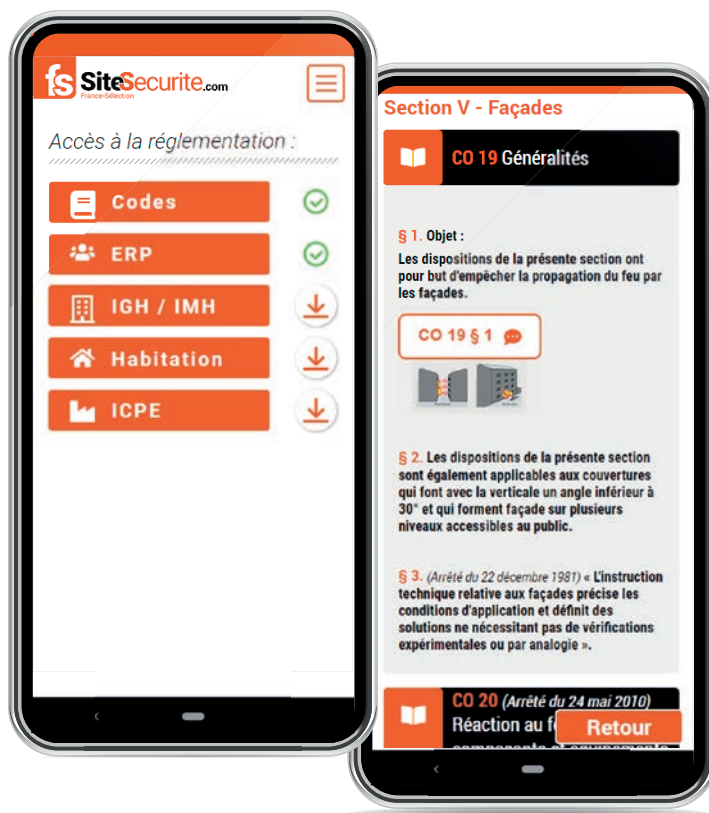 fs SiteSecurite.com
France-Sélection
Accès à la réglementation :
Codes
ERP
IGH / IMH
Habitation
ICPE
Section V - Façades
CO 19 Généralités
§ 1. Objet :
Les dispositions de la présente section ont
pour but d'empêcher la propagation du feu par
les façades.
CO 19 § 1
§ 2. Les dispositions de la présente section
sont également applicables aux couvertures
qui font avec la verticale un angle inférieur à
30° et qui forment façade sur plusieurs
niveaux accessibles au public.
§ 3. (Arrêté du 22 décembre 1981) « L'instruction
technique relative aux façades précise les
conditions d'application et définit des
solutions ne nécessitant pas de vérifications
expérimentales ou par analogie ».
CO 20 (Arrêté du 24 mai 2010)
Réaction au f
Retour
composants et équipements